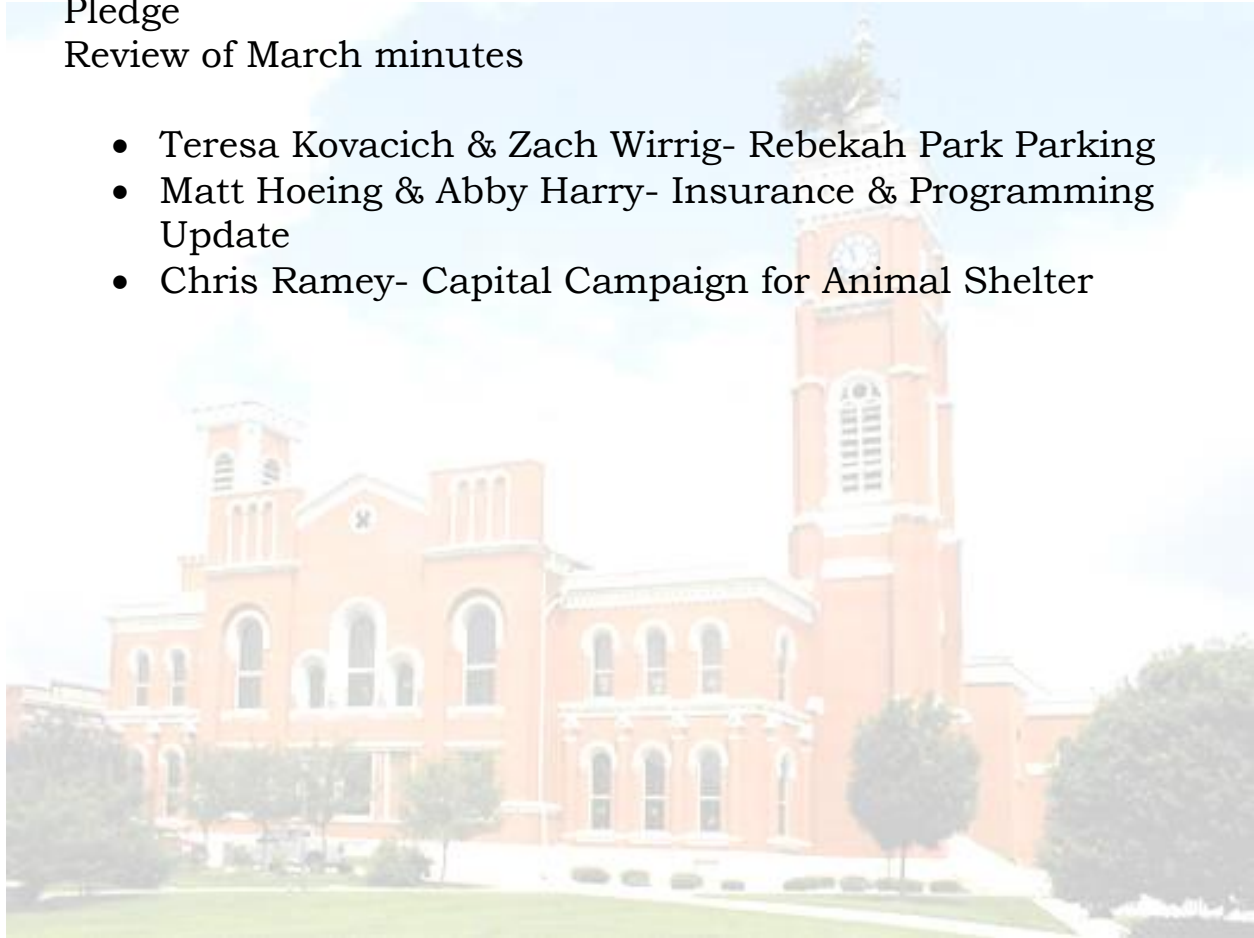 Pledge
Review of March minutes
• Teresa Kovacich & Zach Wirrig- Rebekah Park Parking
• Matt Hoeing & Abby Harry- Insurance & Programming
Update
• Chris Ramey- Capital Campaign for Animal Shelter